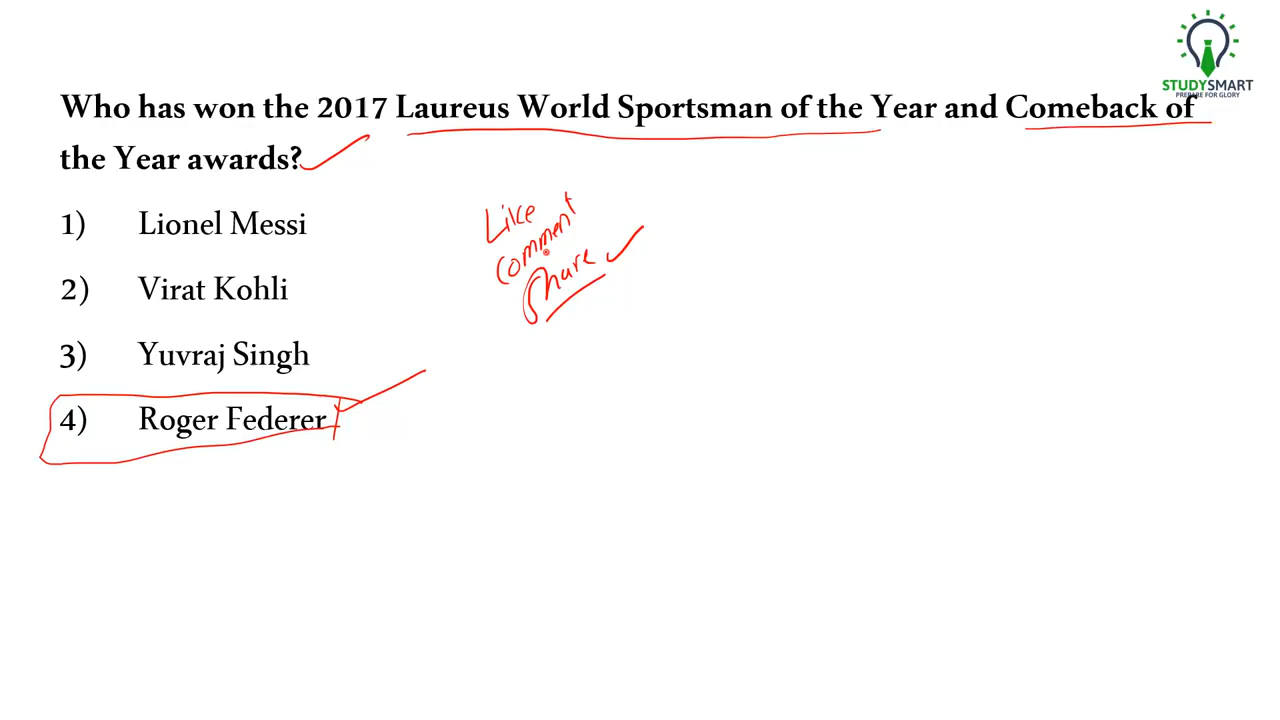 STUDYSMART
PREPARE FOR GLORY
Who has won the 2017 Laureus World Sportsman of the Year and Comeback of
the Year awards?
1) Lionel Messi
2) Virat Kohli
3) Yuvraj Singh
4) Roger Federer
Like
comment
Share